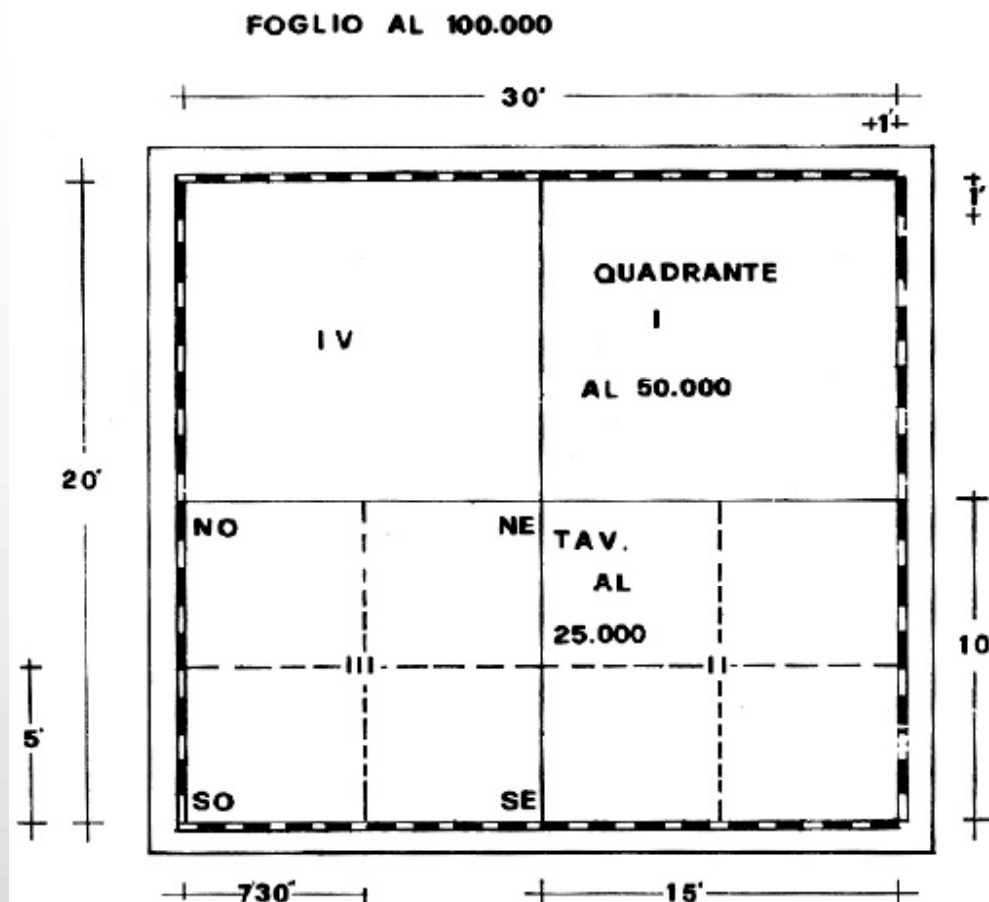 FOGLIO AL 100.000
30'
1'
1'
QUADRANTE
I
AL 50.000
IV
20'
NO
NE
TAV.
AL
25.000
10
III
II
5'
SO
SE
7'30"
15'